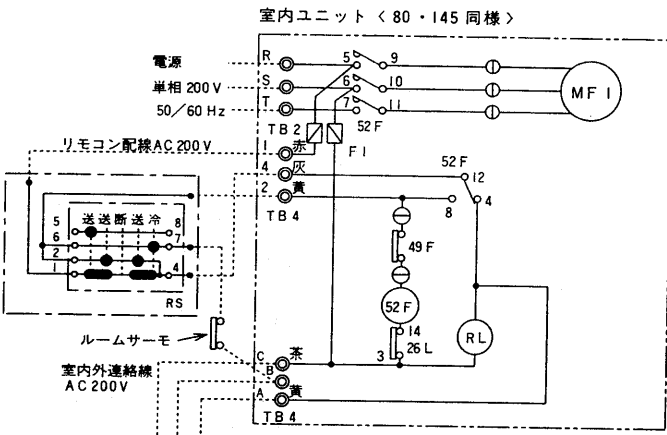 室内ユニット〈80・145同様〉
電源
単相200V
50/60Hz
R
S
T
5
6
7
9
10
11
MF1
TB2
52F
F1
リモコン配線AC200V
1
赤
4
灰
2
黄
TB4
52F
12
8
4
送送断送冷
5
6
2
1
8
7
4
RS
49F
52F
14
26L
3
RL
ルームサーモ
室内外連絡線
AC200V
C
茶
B
A
黄
TB4